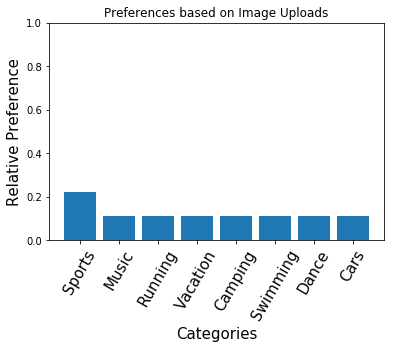 Preferences based on Image Uploads
Relative Preference
1.0
0.8
0.6
0.4
0.2
0.0
Sports
Music
Running
Vacation
Camping
Swimming
Dance
Cars
Categories